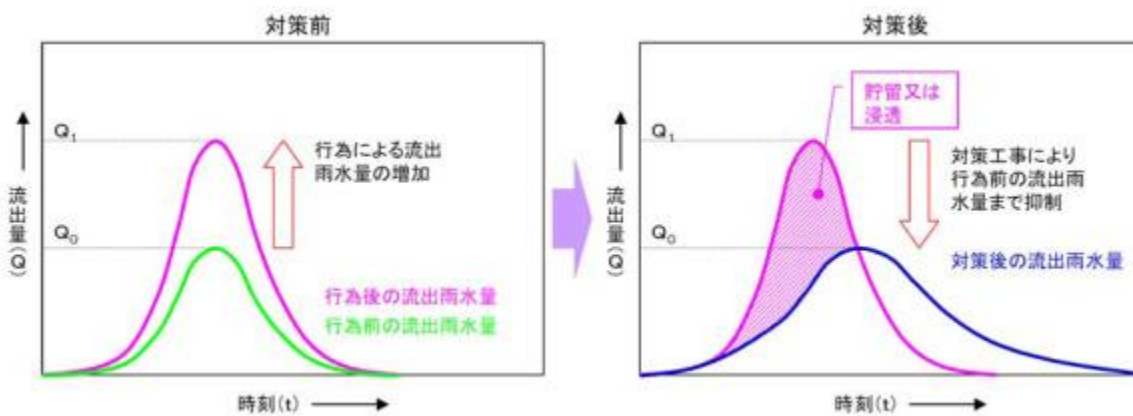 対策前
Q1
行為による流出
雨水量の増加
流出量(Q)
Q0
行為後の流出雨水量
行為前の流出雨水量
時刻(t)
対策後
貯留又は
浸透
Q1
対策工事により
行為前の流出雨
水量まで抑制
流出量(Q)
Q0
対策後の流出雨水量
時刻(t)